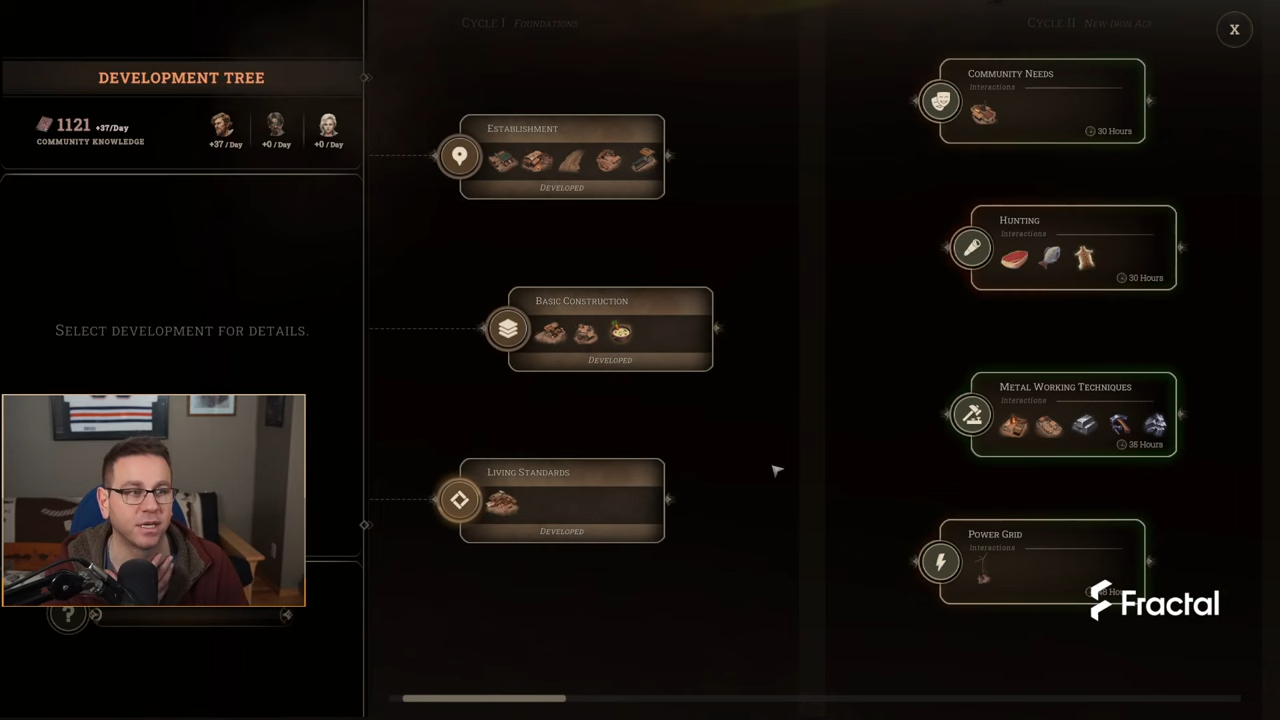 CYCLE I FOUNDATIONS
CYCLE II NEW IRON AGE
X
DEVELOPMENT TREE
1121 +37/Day
COMMUNITY KNOWLEDGE
+37 / Day
+0 / Day
+0 / Day
SELECT DEVELOPMENT FOR DETAILS.
?
ESTABLISHMENT
DEVELOPED
BASIC CONSTRUCTION
DEVELOPED
LIVING STANDARDS
DEVELOPED
COMMUNITY NEEDS
Interactions
30 Hours
HUNTING
Interactions
30 Hours
METAL WORKING TECHNIQUES
Interactions
35 Hours
POWER GRID
Interactions
Fractal